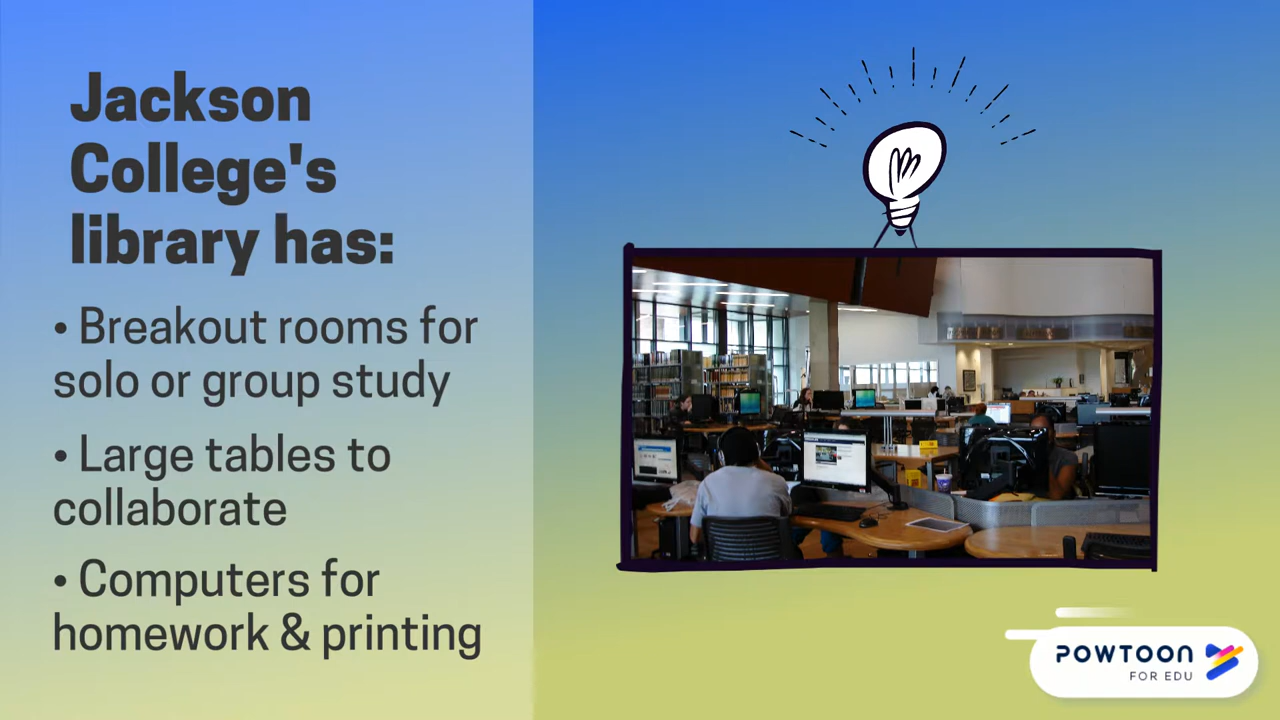 Jackson
College's
library has:
• Breakout rooms for
solo or group study
• Large tables to
collaborate
• Computers for
homework & printing
POWTOON
FOR EDU